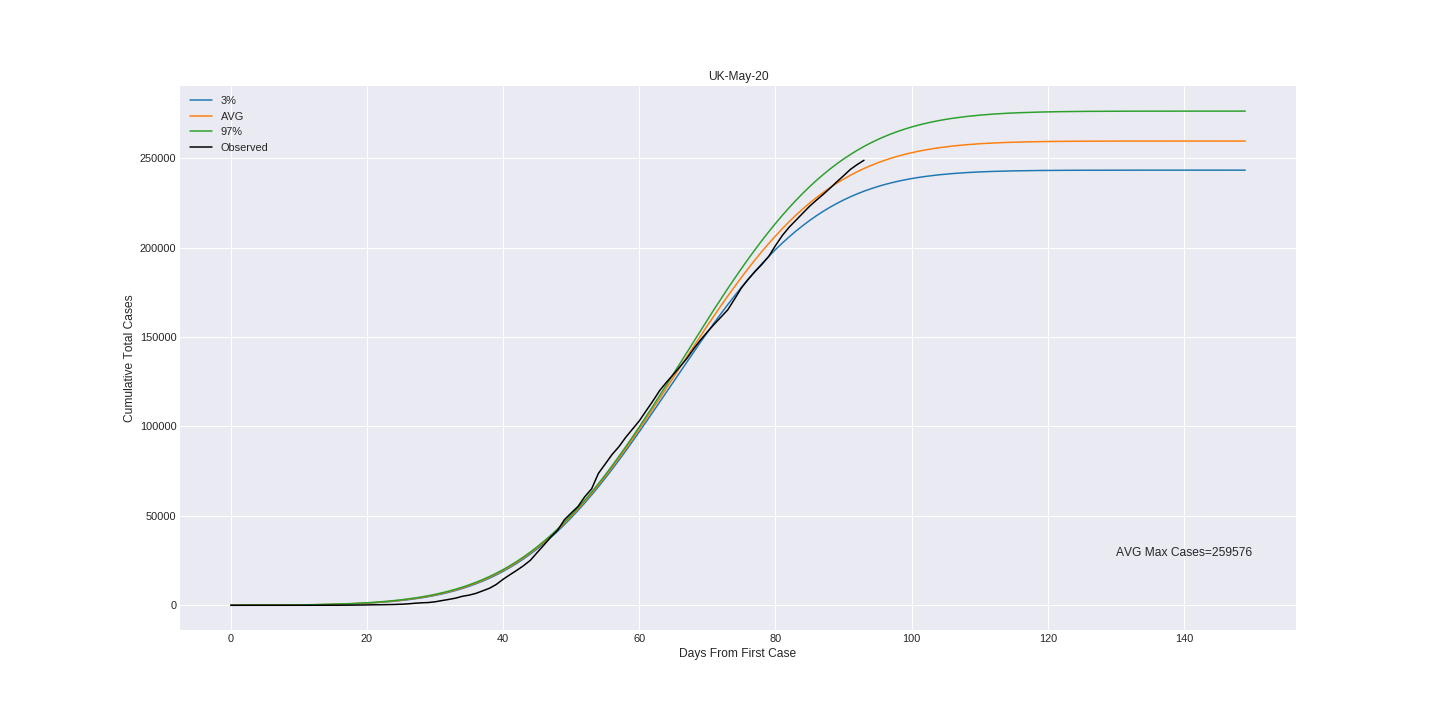 UK-May-20
3%
AVG
97%
Observed
250000
200000
150000
100000
50000
0
Cumulative Total Cases
AVG Max Cases=259576
0 20 40 60 80 100 120 140
Days From First Case